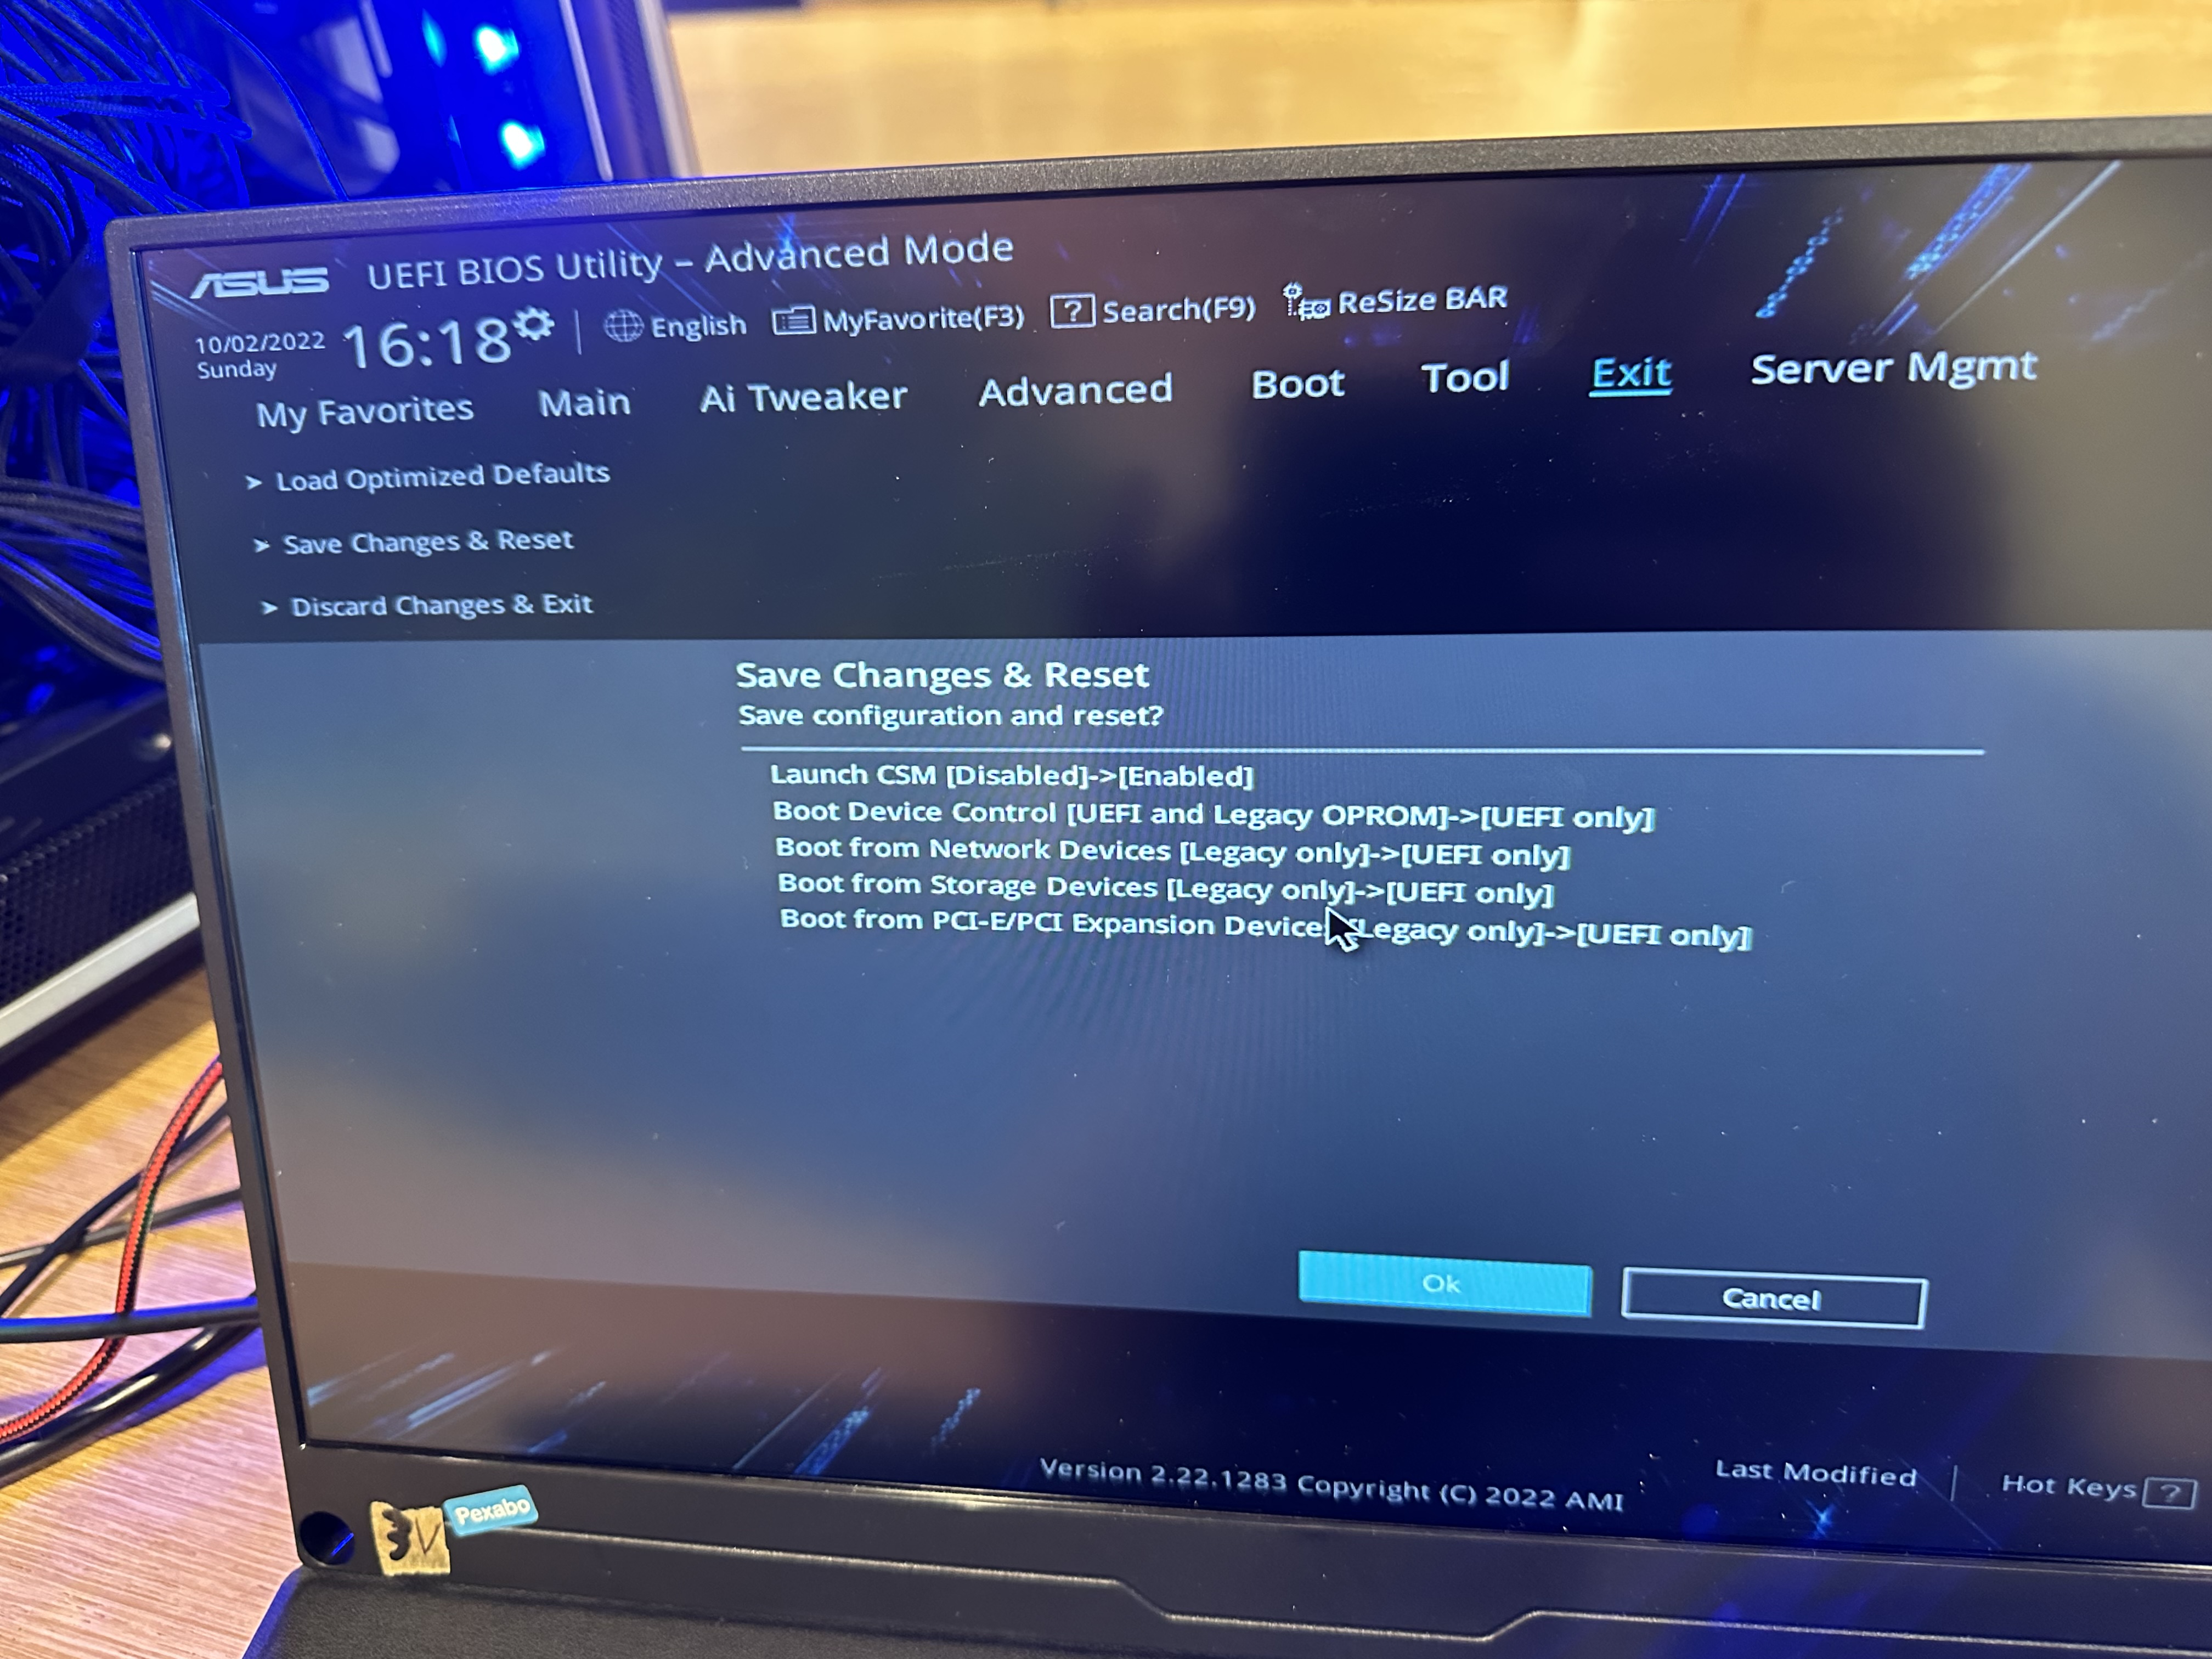 ASUS UEFI BIOS Utility – Advanced Mode
10/02/2022
Sunday
16:18
English
MyFavorite(F3)
? Search(F9)
ReSize BAR
My Favorites
Main
Ai Tweaker
Advanced
Boot
Tool
Exit
Server Mgmt
Load Optimized Defaults
Save Changes & Reset
Discard Changes & Exit
Save Changes & Reset
Save configuration and reset?
Launch CSM [Disabled]->[Enabled]
Boot Device Control [UEFI and Legacy OPROM]->[UEFI only]
Boot from Network Devices [Legacy only]->[UEFI only]
Boot from Storage Devices [Legacy only]->[UEFI only]
Boot from PCI-E/PCI Expansion Device [Legacy only]->[UEFI only]
Ok
Cancel
Version 2.22.1283 Copyright (C) 2022 AMI
Last Modified
Hot Keys ?
3V
Pexabo